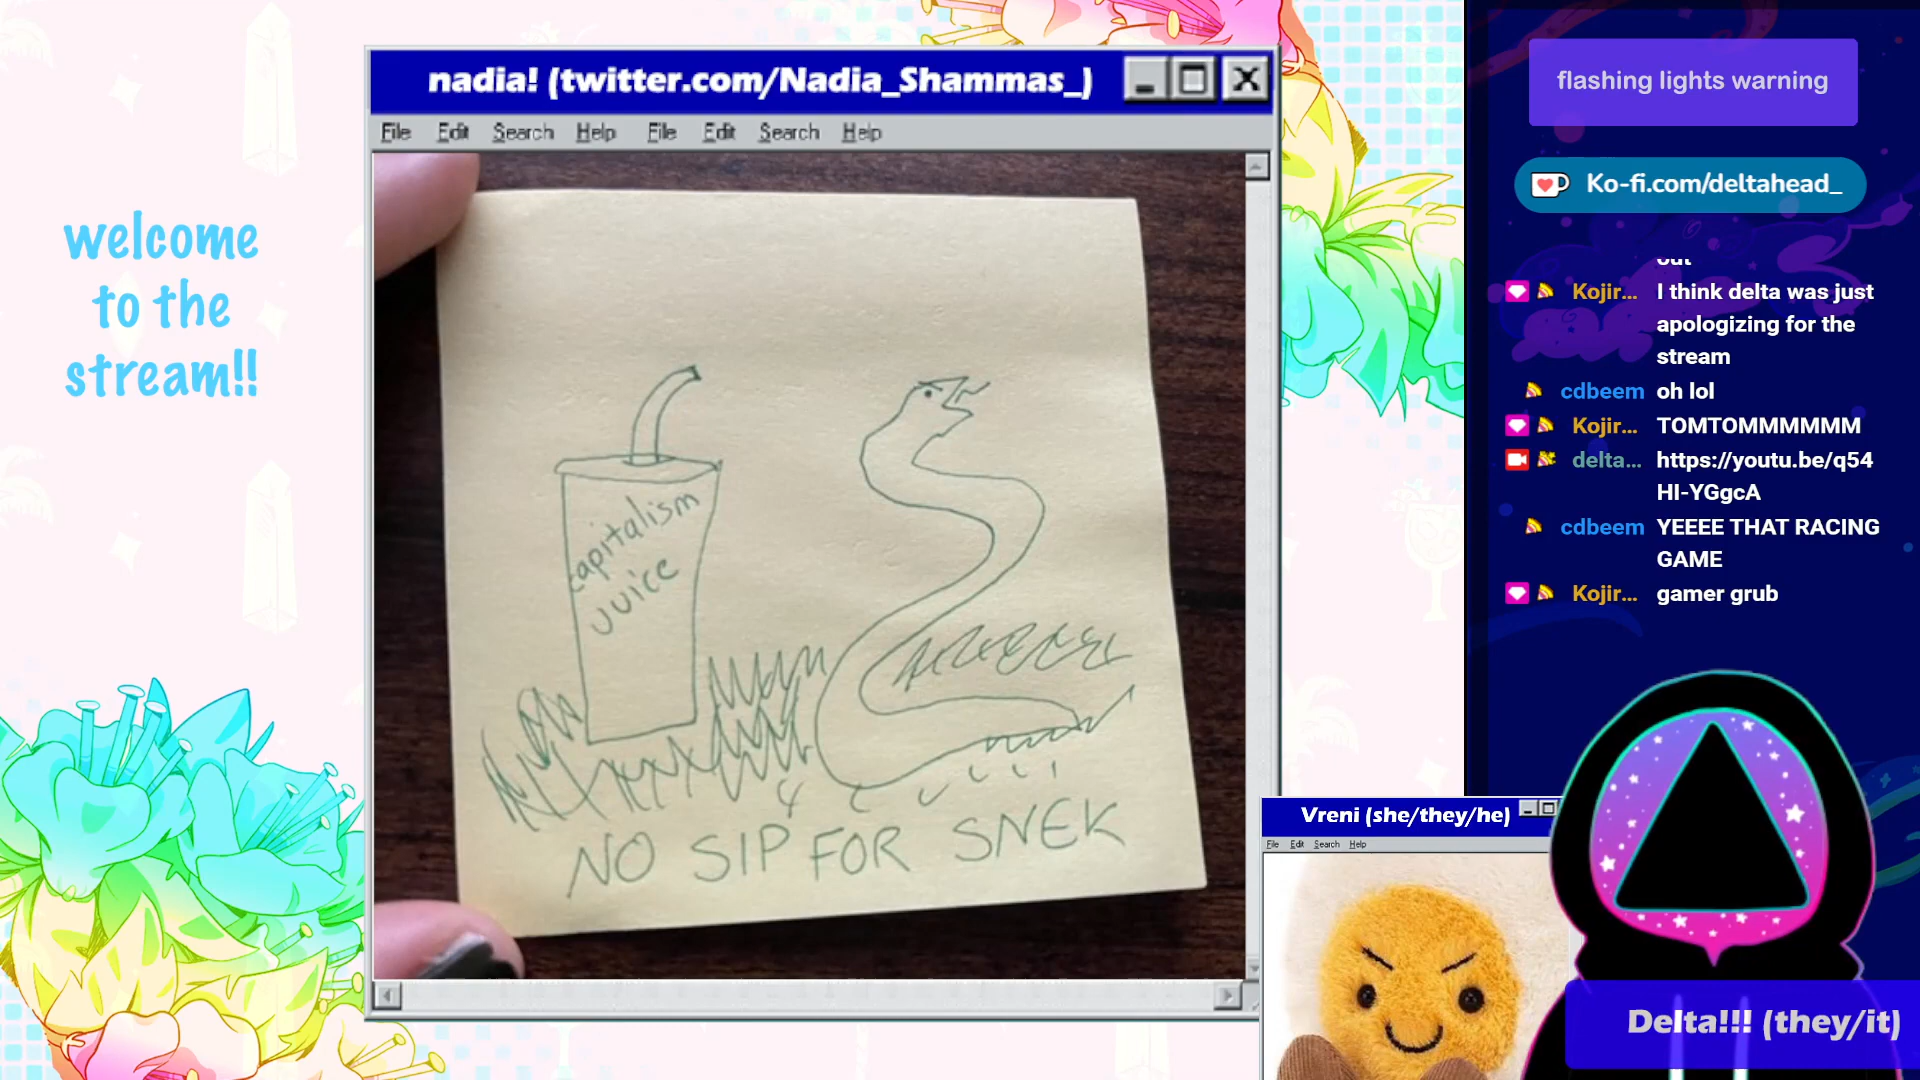 welcome
to the
stream!!
nadia! (twitter.com/Nadia_Shammas_)
File Edit Search Help File Edit Search Help
capitalism
juice
NO SIP FOR SNEK
flashing lights warning
Ko-fi.com/deltahead_
out
Kojir... I think delta was just
apologizing for the
stream
cdbeem oh lol
Kojir... TOMTOMMMMMM
delta... https://youtu.be/q54
HI-YGgcA
cdbeem YEEEE THAT RACING
GAME
Kojir... gamer grub
Vreni (she/they/he)
File Edit Search Help
Delta!!! (they/it)